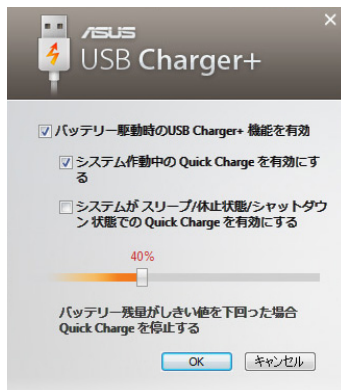 ASUS
USB Charger+
バッテリー駆動時のUSB Charger+ 機能を有効
システム作動中の Quick Charge を有効にす
る
システムが スリープ/休止状態/シャットダウ
ン 状態での Quick Charge を有効にする
40%
バッテリー残量がしきい値を下回った場合
Quick Charge を停止する
OK
キャンセル